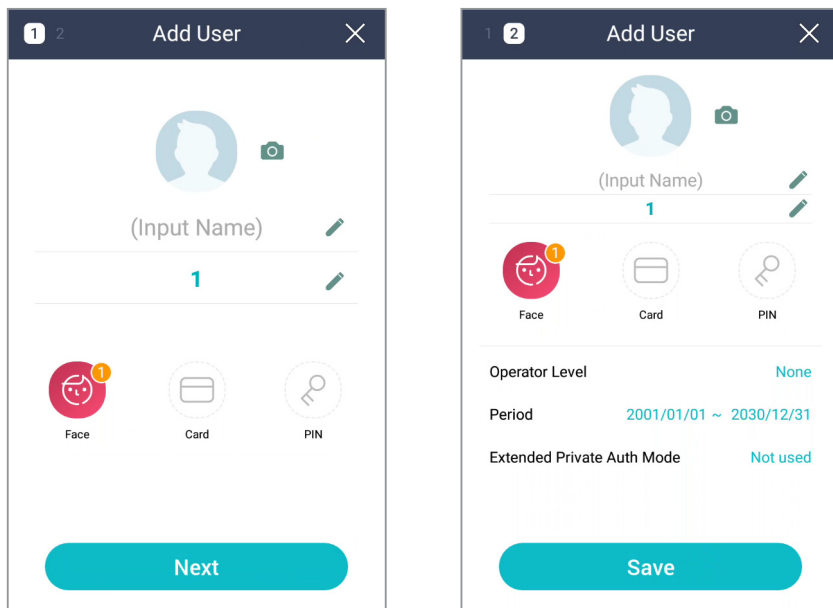 1 2 Add User
(Input Name)
1
1
Face Card PIN
Next
1 2 Add User
(Input Name)
1
1
Face Card PIN
Operator Level None
Period 2001/01/01 ~ 2030/12/31
Extended Private Auth Mode Not used
Save